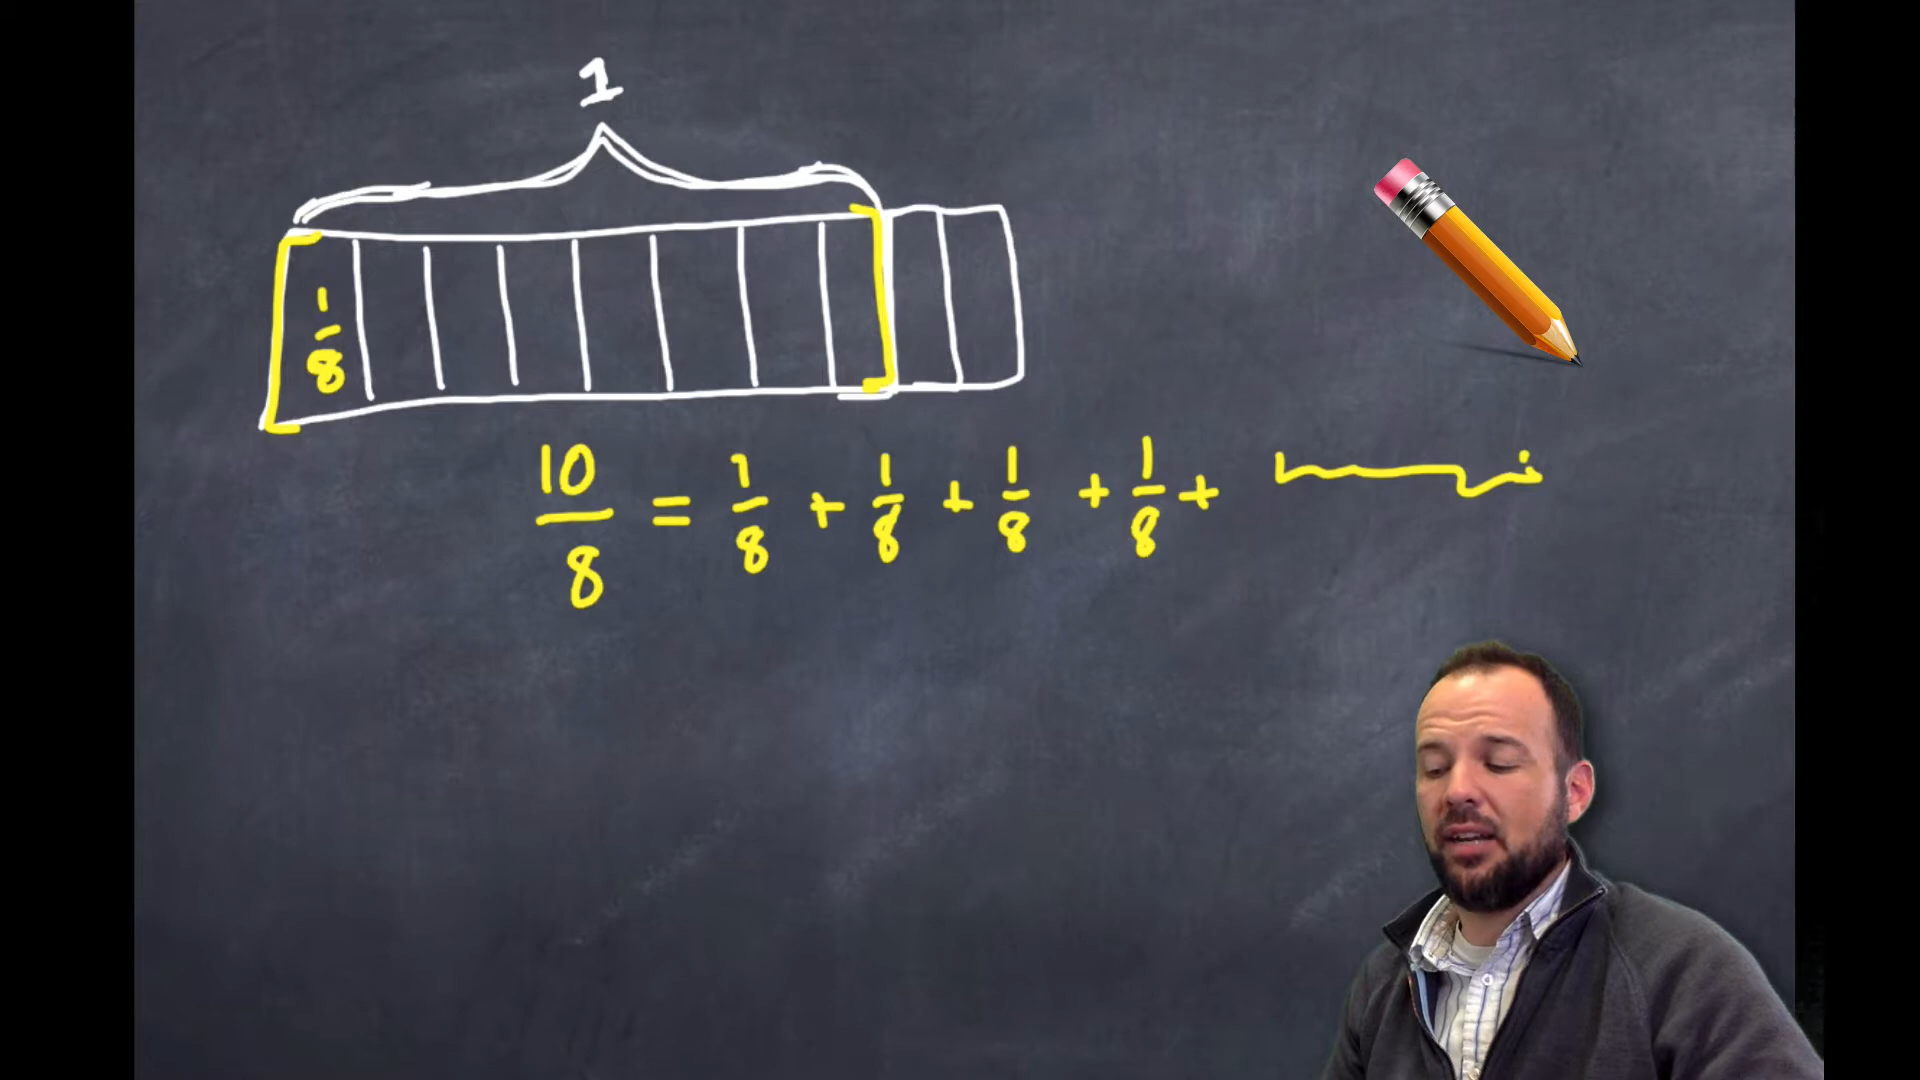 1
1/8
10/8 = 1/8 + 1/8 + 1/8 + 1/8 +